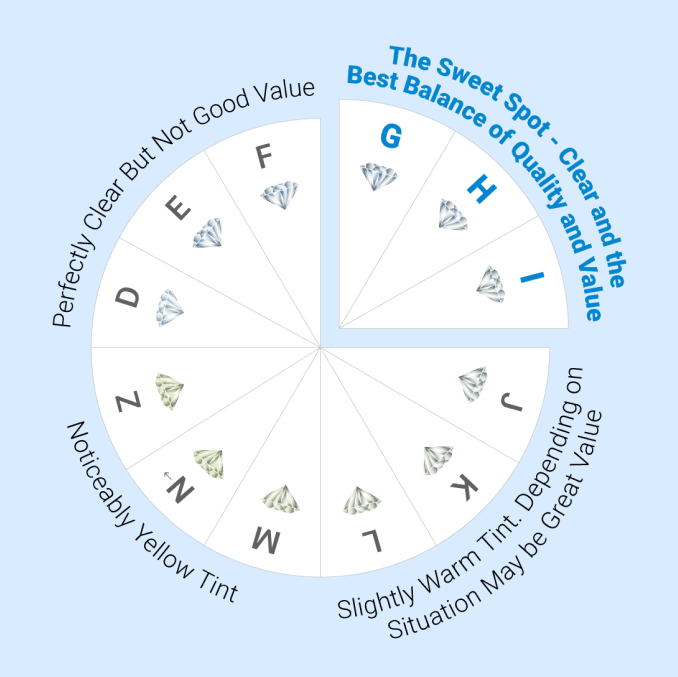 The Sweet Spot - Clear and the
Best Balance of Quality and Value
Perfectly Clear But Not Good Value
D
E
F
G
H
I
J
K
L
M
N
Z
Slightly Warm Tint. Depending on
Situation May be Great Value
Noticeably Yellow Tint